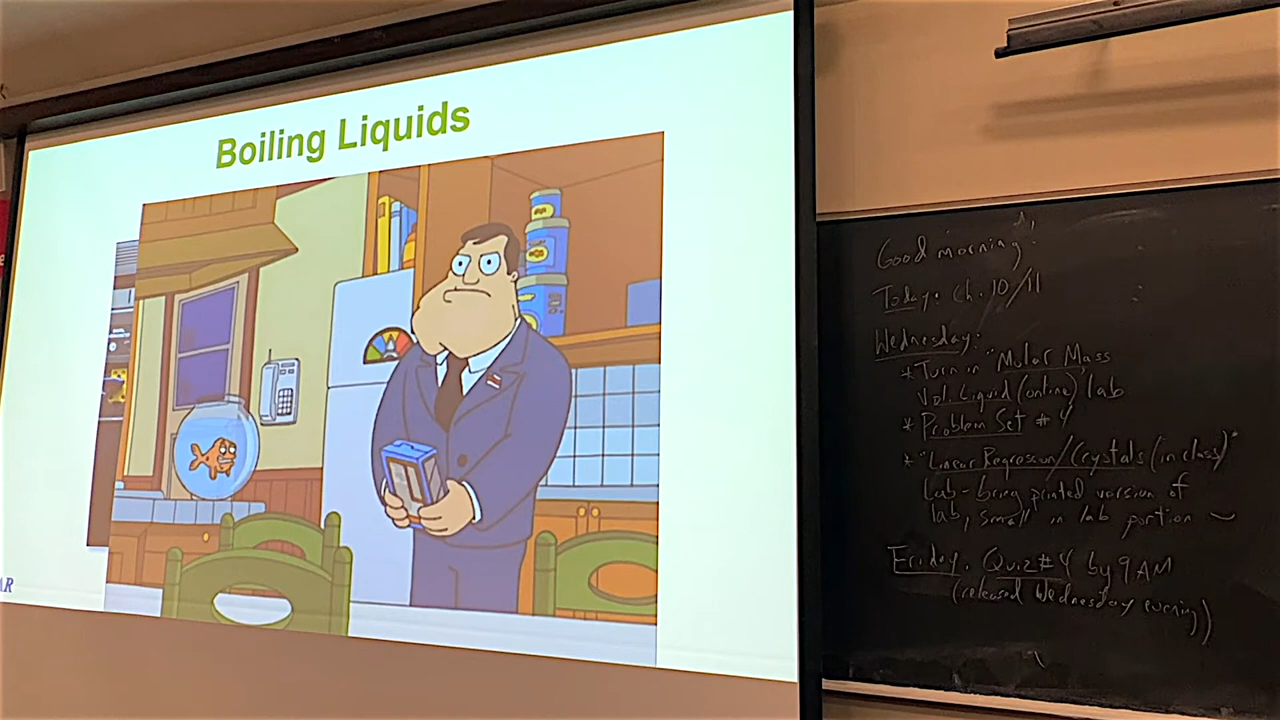 Boiling Liquids
AR
Good morning!
Today: Ch. 10/11
Wednesday:
* Turn in "Molar Mass
Vol. Liquid (online) lab
* Problem Set #4
* "Linear Regression/Crystals (in class)"
Lab - bring printed version of
lab, small in lab portion
Friday. Quiz #4 by 9AM
(released Wednesday evening)